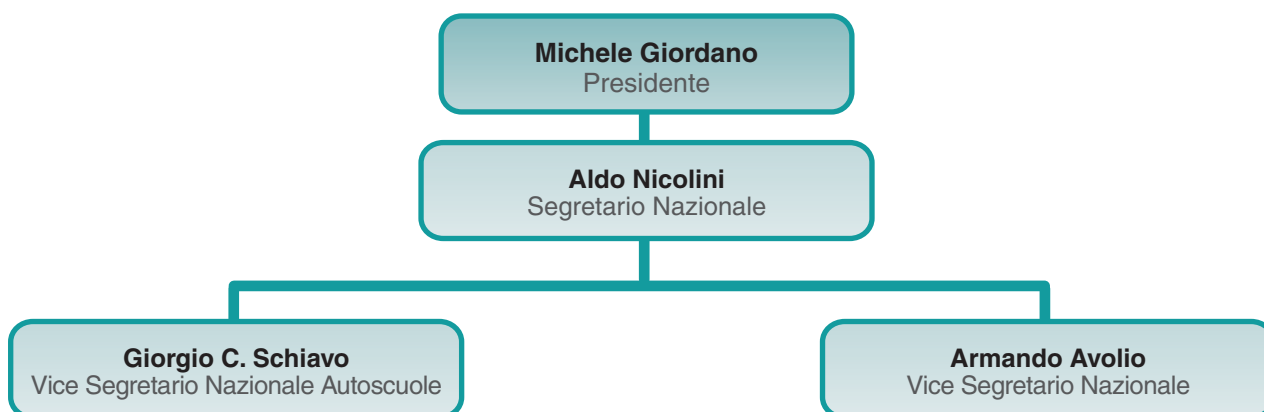 Michele Giordano
Presidente
Aldo Nicolini
Segretario Nazionale
Giorgio C. Schiavo
Vice Segretario Nazionale Autoscuole
Armando Avolio
Vice Segretario Nazionale